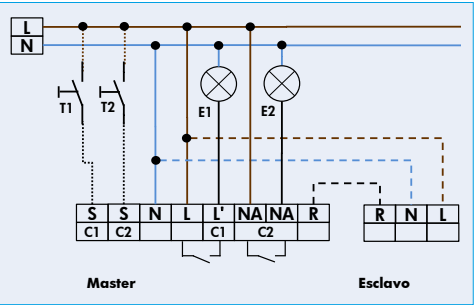 L
N
T1 T2 E1 E2
S S N L L' NA NA R R N L
C1 C2 C1 C2
Master Esclavo